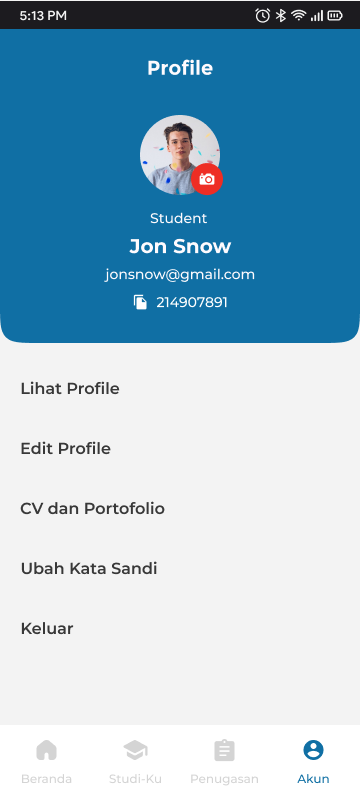 5:13 PM
Profile
Student
Jon Snow
jonsnow@gmail.com
214907891
Lihat Profile
Edit Profile
CV dan Portofolio
Ubah Kata Sandi
Keluar
Beranda Studi-Ku Penugasan Akun